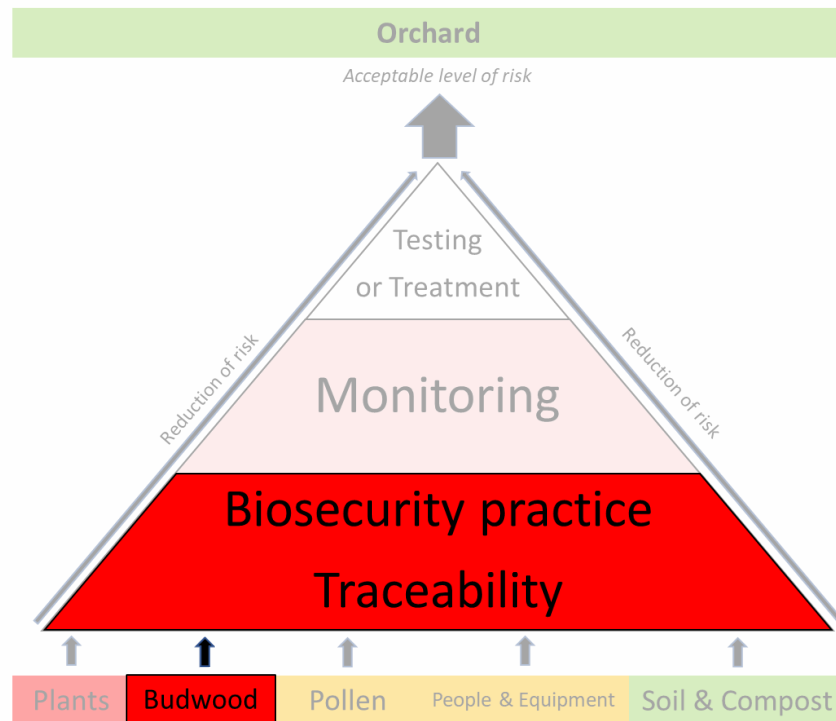 Orchard
Acceptable level of risk
Testing
or Treatment
Reduction of risk
Reduction of risk
Monitoring
Biosecurity practice
Traceability
Plants
Budwood
Pollen
People & Equipment
Soil & Compost